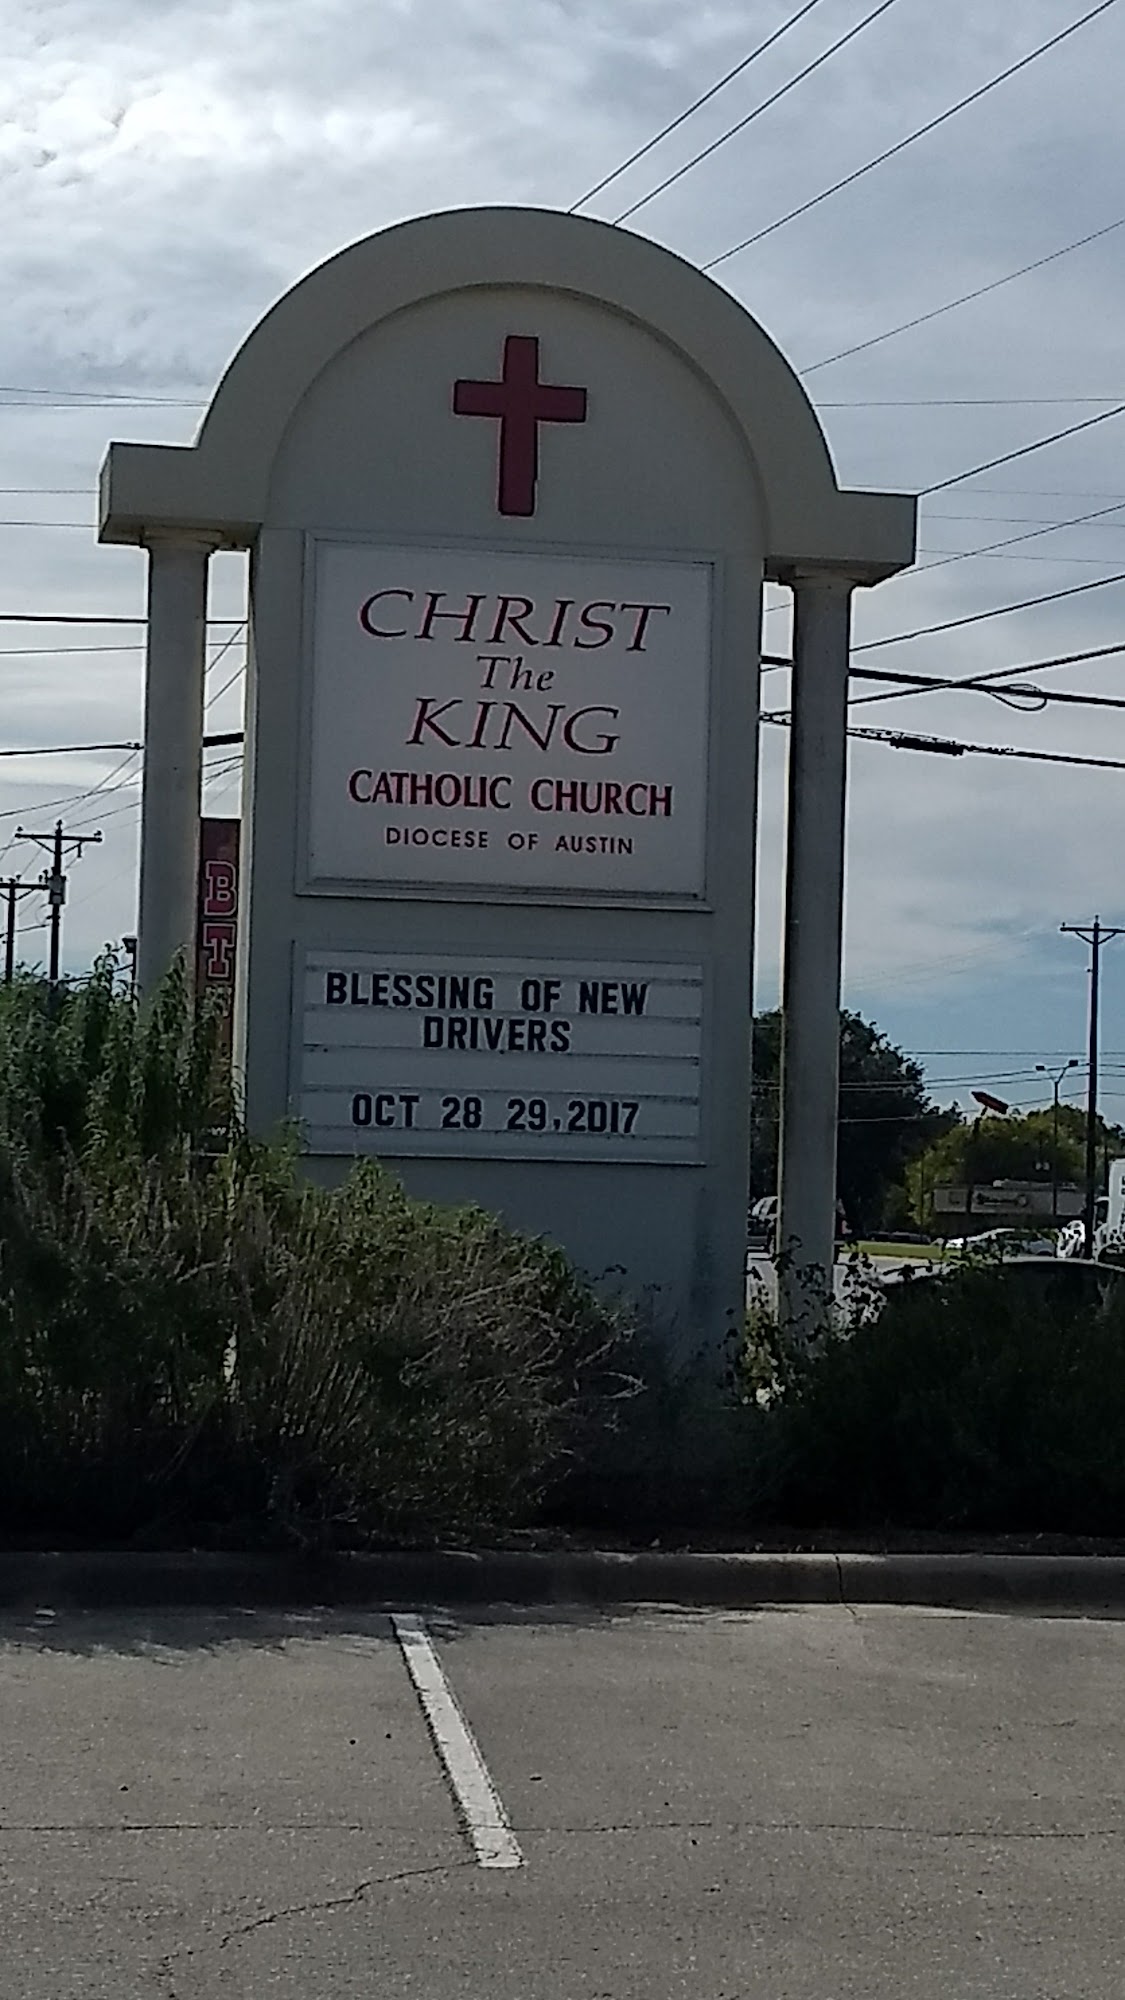 CHRIST
The
KING
CATHOLIC CHURCH
DIOCESE OF AUSTIN
BLESSING OF NEW
DRIVERS
OCT 28 29,2017